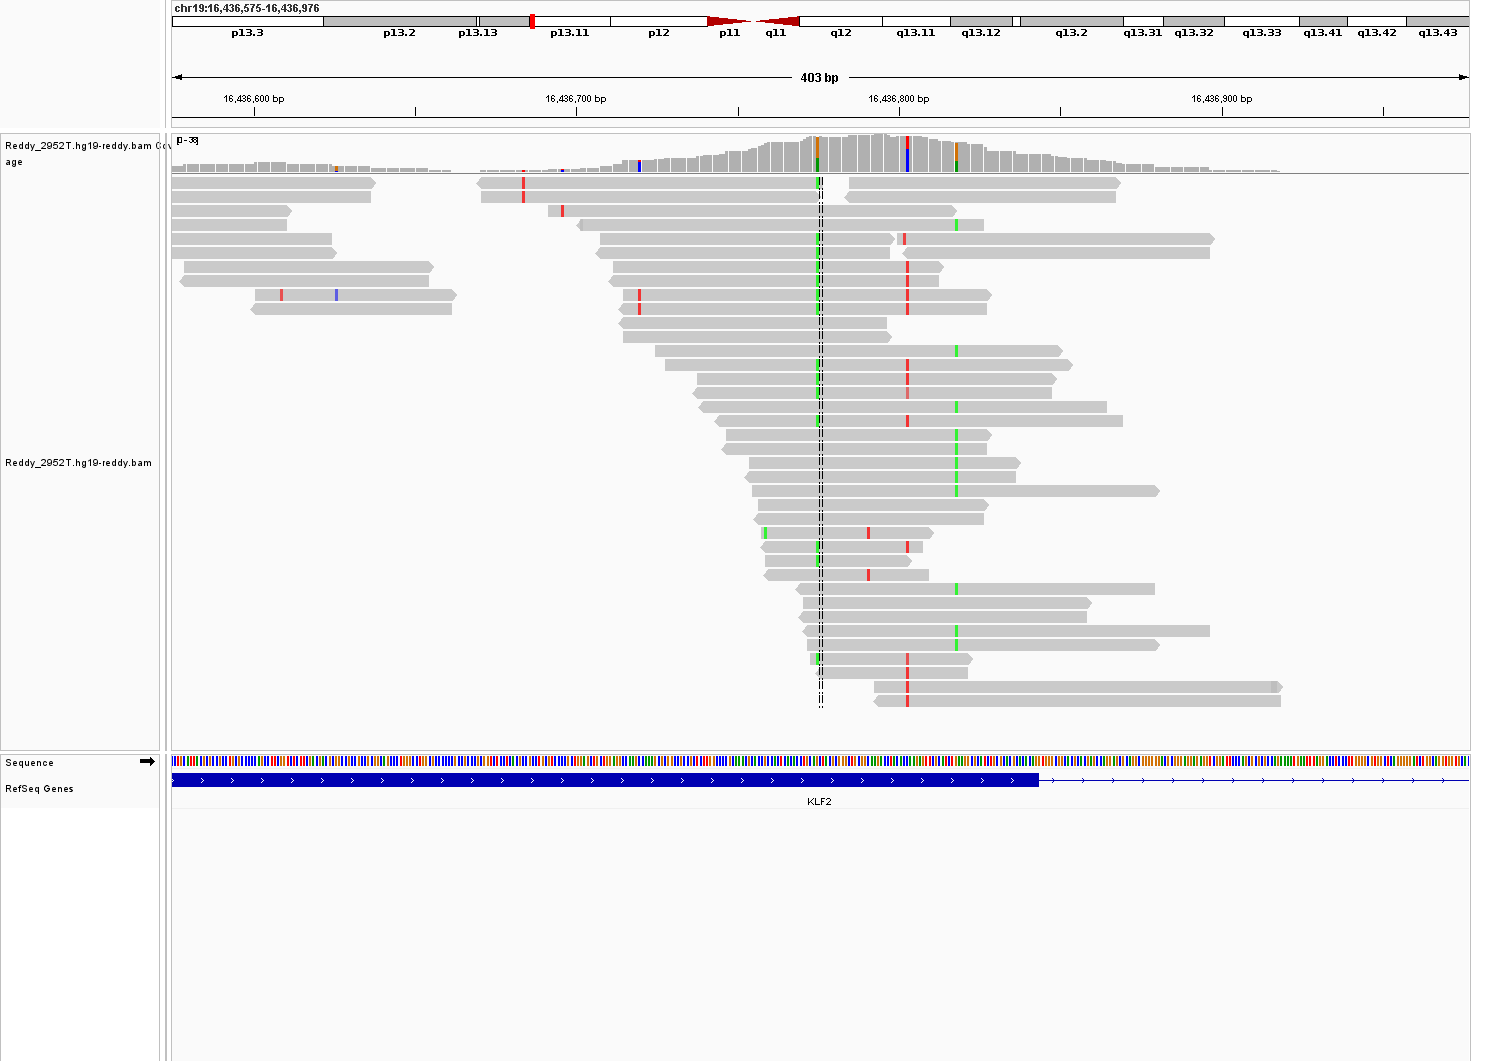 chr19:16,436,575-16,436,976
p13.3 p13.2 p13.13 p13.11 p12 p11 q11 q12 q13.11 q13.12 q13.2 q13.31 q13.32 q13.33 q13.41 q13.42 q13.43
403 bp
16,436,600 bp 16,436,700 bp 16,436,800 bp 16,436,900 bp
Reddy_2952T.hg19-reddy.bam Cov
age
[0 - 38]
Reddy_2952T.hg19-reddy.bam
Sequence
RefSeq Genes
KLF2